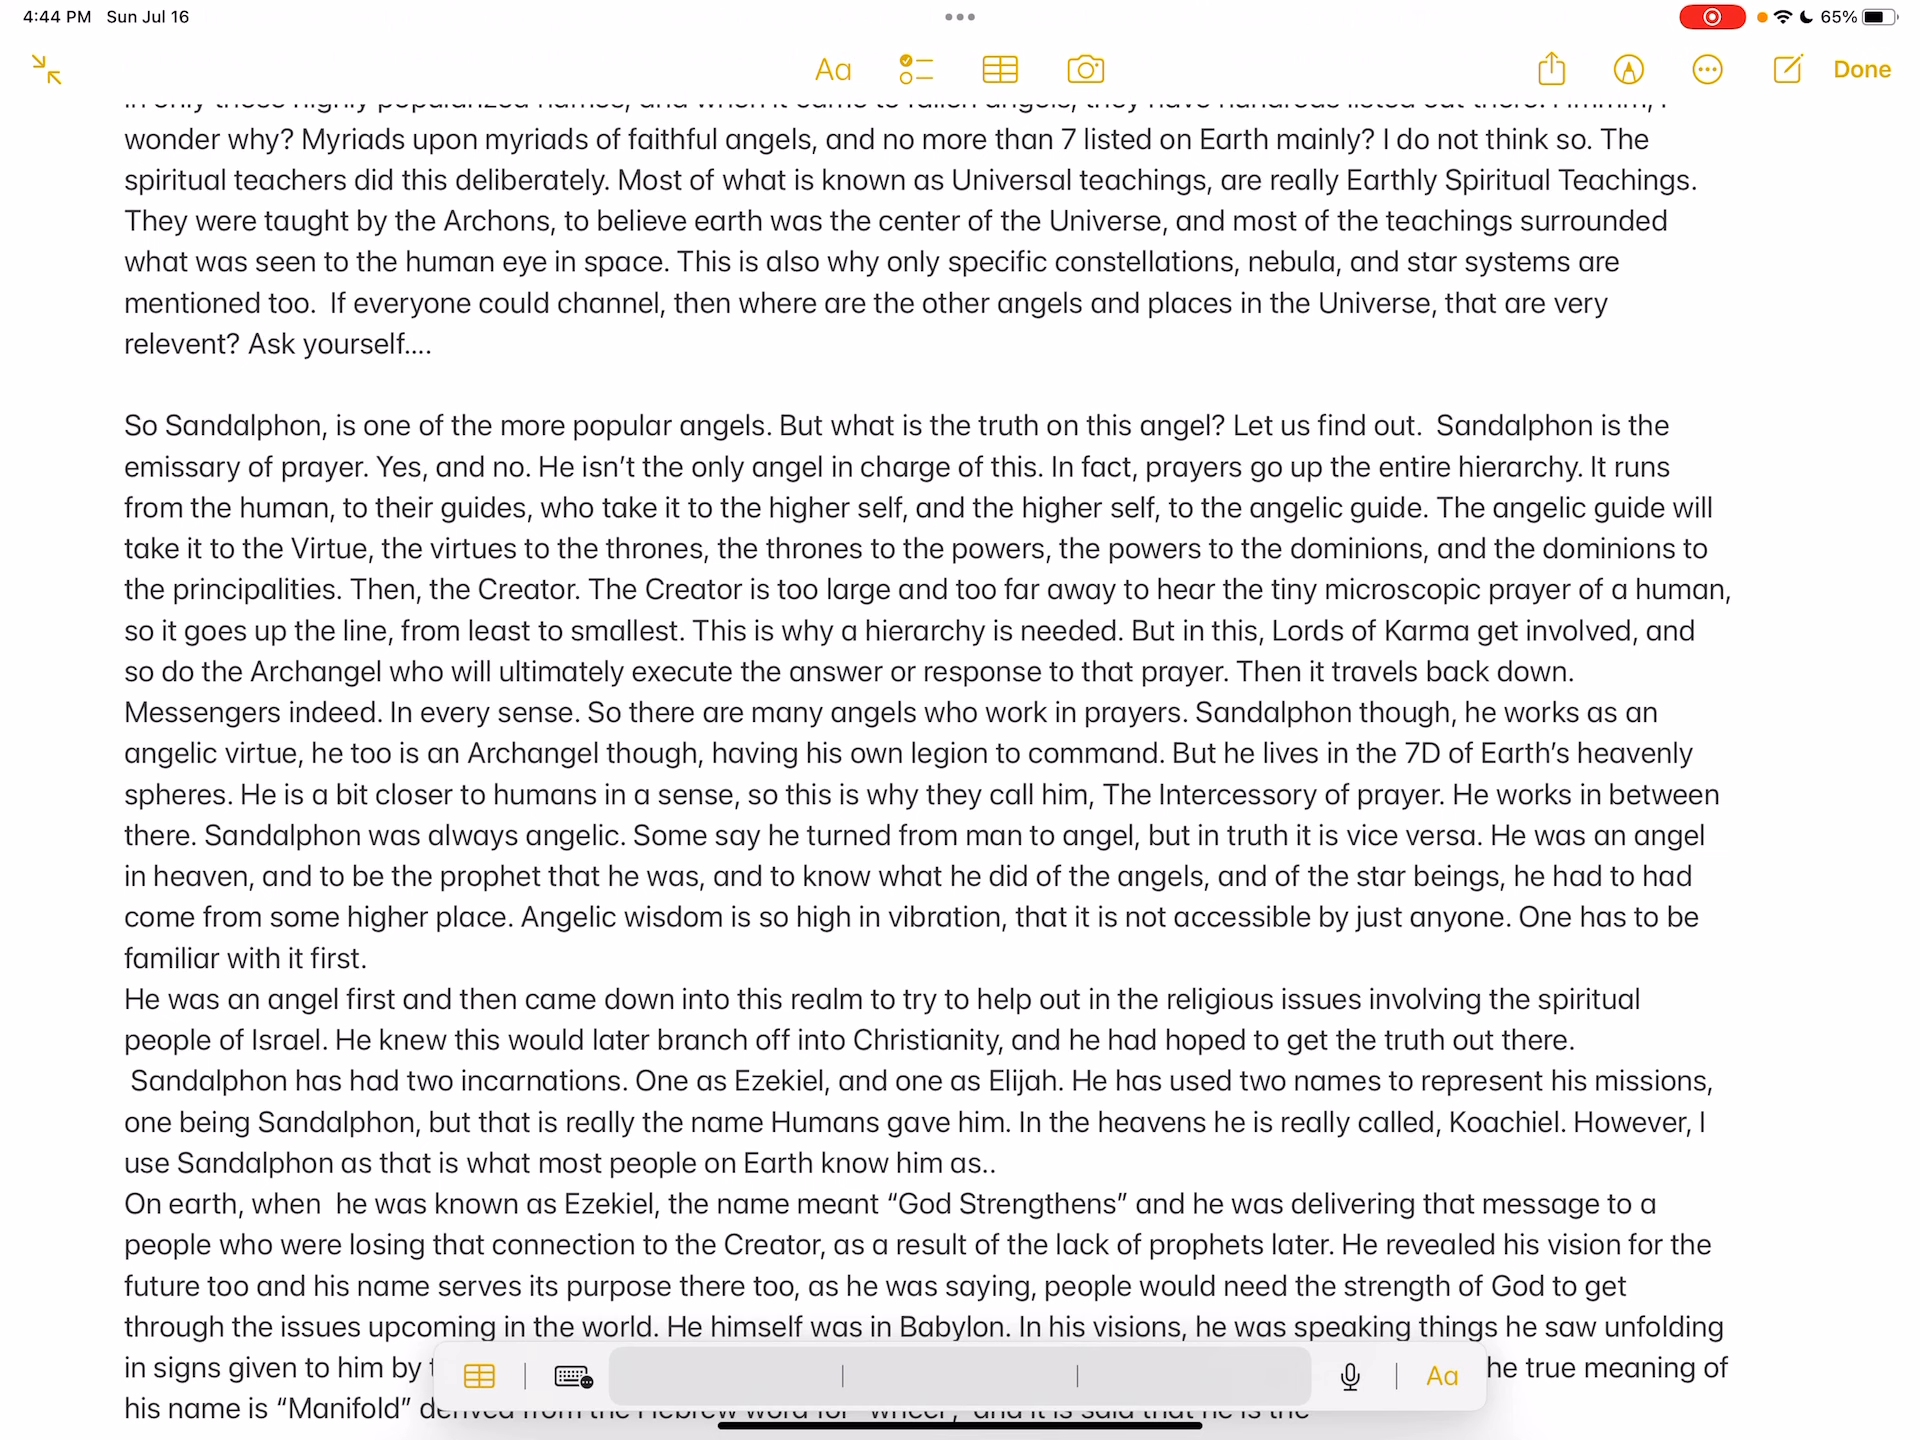 4:44 PM Sun Jul 16
65%
Aa
Done
wonder why? Myriads upon myriads of faithful angels, and no more than 7 listed on Earth mainly? I do not think so. The
spiritual teachers did this deliberately. Most of what is known as Universal teachings, are really Earthly Spiritual Teachings.
They were taught by the Archons, to believe earth was the center of the Universe, and most of the teachings surrounded
what was seen to the human eye in space. This is also why only specific constellations, nebula, and star systems are
mentioned too.  If everyone could channel, then where are the other angels and places in the Universe, that are very
relevent? Ask yourself....
So Sandalphon, is one of the more popular angels. But what is the truth on this angel? Let us find out.  Sandalphon is the
emissary of prayer. Yes, and no. He isn’t the only angel in charge of this. In fact, prayers go up the entire hierarchy. It runs
from the human, to their guides, who take it to the higher self, and the higher self, to the angelic guide. The angelic guide will
take it to the Virtue, the virtues to the thrones, the thrones to the powers, the powers to the dominions, and the dominions to
the principalities. Then, the Creator. The Creator is too large and too far away to hear the tiny microscopic prayer of a human,
so it goes up the line, from least to smallest. This is why a hierarchy is needed. But in this, Lords of Karma get involved, and
so do the Archangel who will ultimately execute the answer or response to that prayer. Then it travels back down.
Messengers indeed. In every sense. So there are many angels who work in prayers. Sandalphon though, he works as an
angelic virtue, he too is an Archangel though, having his own legion to command. But he lives in the 7D of Earth’s heavenly
spheres. He is a bit closer to humans in a sense, so this is why they call him, The Intercessory of prayer. He works in between
there. Sandalphon was always angelic. Some say he turned from man to angel, but in truth it is vice versa. He was an angel
in heaven, and to be the prophet that he was, and to know what he did of the angels, and of the star beings, he had to had
come from some higher place. Angelic wisdom is so high in vibration, that it is not accessible by just anyone. One has to be
familiar with it first.
He was an angel first and then came down into this realm to try to help out in the religious issues involving the spiritual
people of Israel. He knew this would later branch off into Christianity, and he had hoped to get the truth out there.
Sandalphon has had two incarnations. One as Ezekiel, and one as Elijah. He has used two names to represent his missions,
one being Sandalphon, but that is really the name Humans gave him. In the heavens he is really called, Koachiel. However, I
use Sandalphon as that is what most people on Earth know him as..
On earth, when  he was known as Ezekiel, the name meant “God Strengthens” and he was delivering that message to a
people who were losing that connection to the Creator, as a result of the lack of prophets later. He revealed his vision for the
future too and his name serves its purpose there too, as he was saying, people would need the strength of God to get
through the issues upcoming in the world. He himself was in Babylon. In his visions, he was speaking things he saw unfolding
in signs given to him by he true meaning of
his name is “Manifold”
Aa